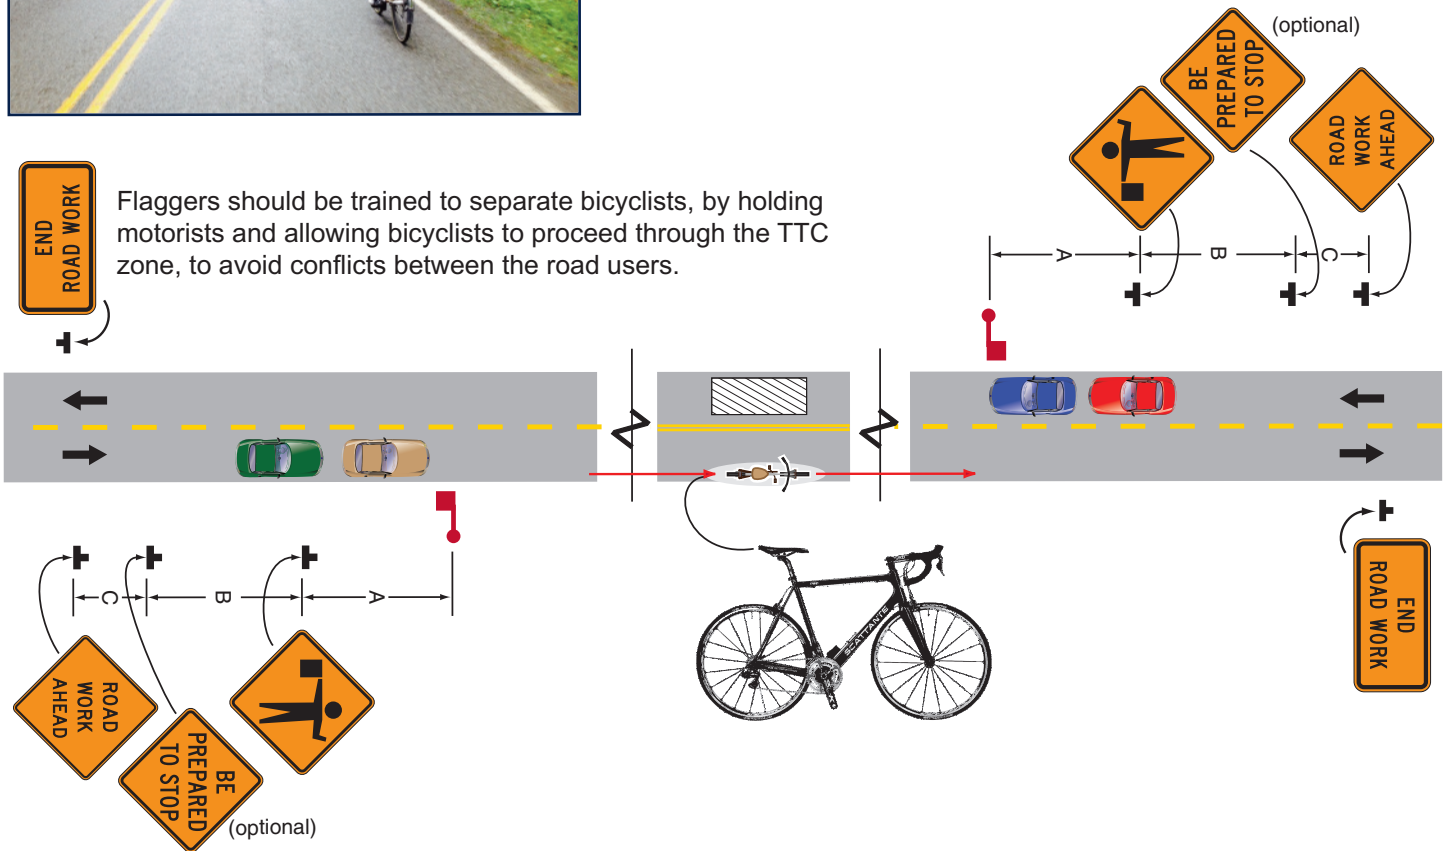 (optional)
BE
PREPARED
TO STOP
ROAD
WORK
AHEAD
END
ROAD WORK
Flaggers should be trained to separate bicyclists, by holding
motorists and allowing bicyclists to proceed through the TTC
zone, to avoid conflicts between the road users.
A
B
C
C
B
A
SCATTANTE
END
ROAD WORK
ROAD
WORK
AHEAD
BE
PREPARED
TO STOP
(optional)